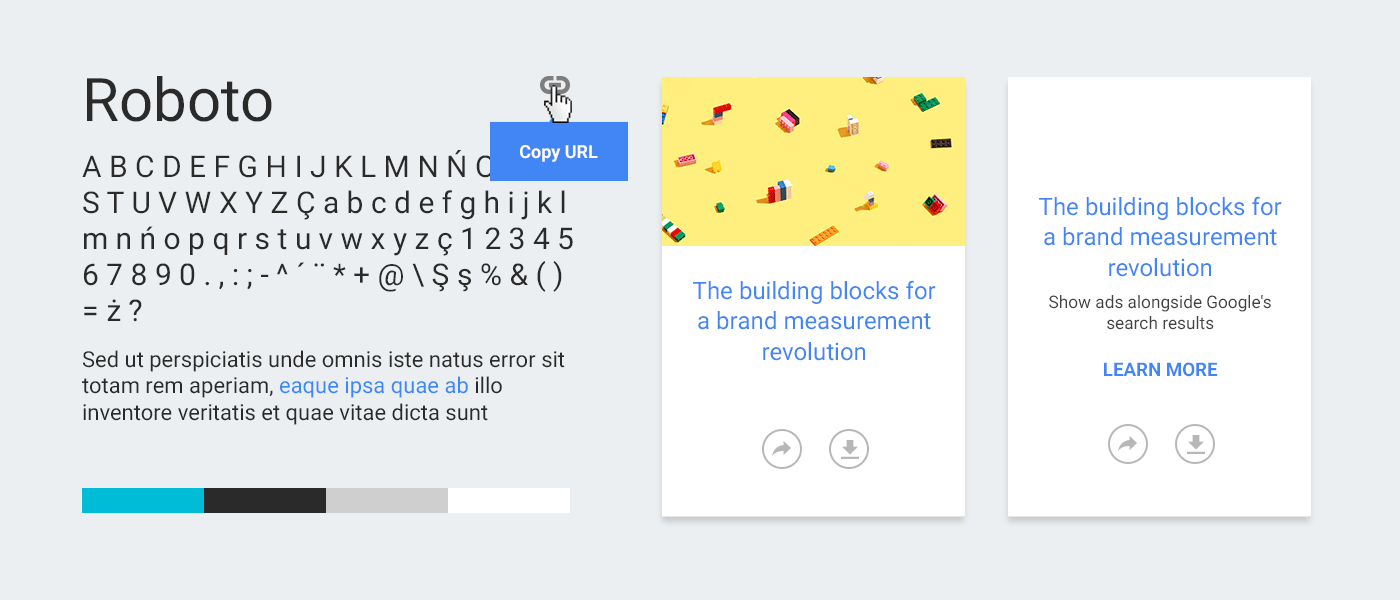 Roboto
Copy URL
A B C D E F G H I J K L M N Ń O
S T U V W X Y Z Ç a b c d e f g h i j k l
m n ń o p q r s t u v w x y z ç 1 2 3 4 5
6 7 8 9 0 . , : ; - ^ ´ ¨ * + @ \ Ş ş % & ( )
= ż ?
Sed ut perspiciatis unde omnis iste natus error sit
totam rem aperiam, eaque ipsa quae ab illo
inventore veritatis et quae vitae dicta sunt
The building blocks for
a brand measurement
revolution
The building blocks for
a brand measurement
revolution
Show ads alongside Google's
search results
LEARN MORE